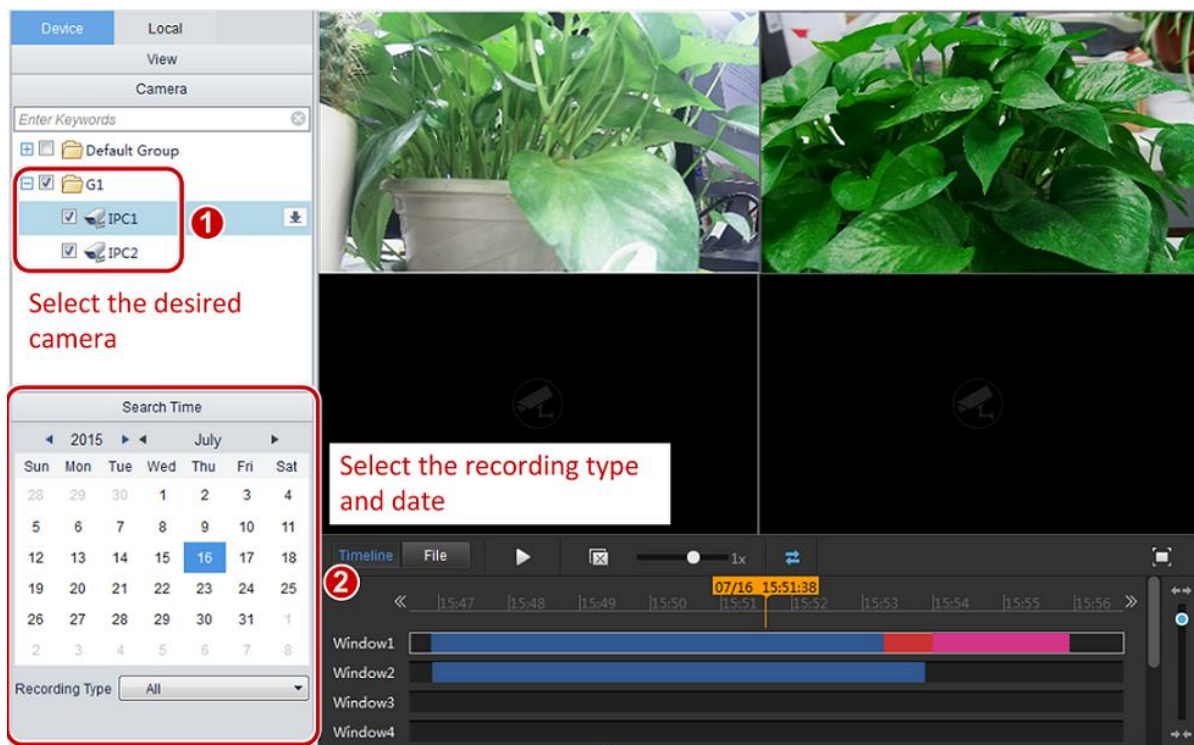 Device Local
View
Camera
Enter Keywords
Default Group
G1
IPC1
1
IPC2
Select the desired
camera
Search Time
2015 July
Sun Mon Tue Wed Thu Fri Sat
28 29 30 1 2 3 4
5 6 7 8 9 10 11
12 13 14 15 16 17 18
19 20 21 22 23 24 25
26 27 28 29 30 31 1
2 3 4 5 6 7 8
Recording Type All
Select the recording type
and date
Timeline File 1x
2
07/16 15:51:38
15:47 15:48 15:49 15:50 15:51 15:52 15:53 15:54 15:55 15:56
Window1
Window2
Window3
Window4